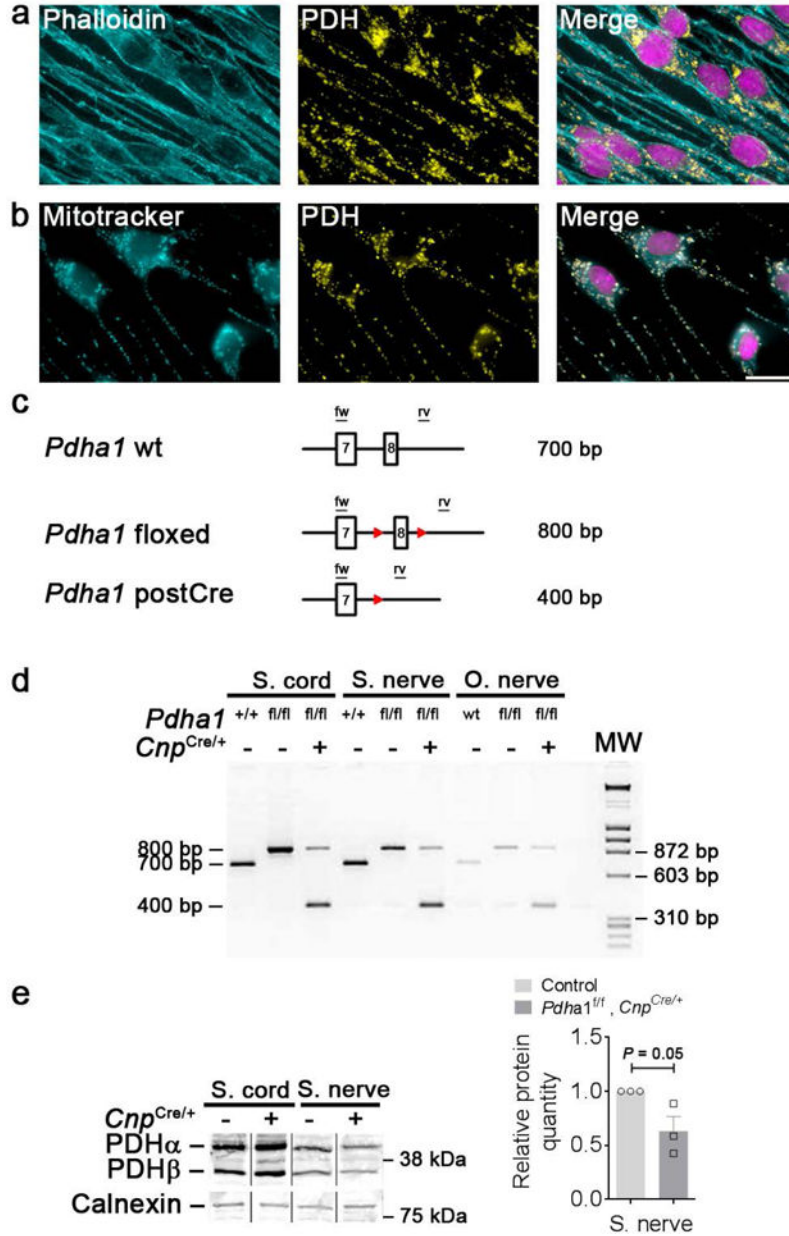 a
Phalloidin PDH Merge
b
Mitotracker PDH Merge
c
fw rv
Pdha1 wt 7 8 700 bp
fw rv
Pdha1 floxed 7 8 800 bp
fw rv
Pdha1 postCre 7 400 bp
d
S. cord S. nerve O. nerve
Pdha1 +/+ fl/fl fl/fl +/+ fl/fl fl/fl wt fl/fl fl/fl
Cnp Cre/+ - - + - - + - - + MW
800 bp – – 872 bp
700 bp – – 603 bp
400 bp – – 310 bp
e
S. cord S. nerve
Cnp Cre/+ - + - +
PDHα –
– 38 kDa
PDHβ –
Calnexin –
– 75 kDa
Control
Pdha1 f/f , Cnp Cre/+
Relative protein
quantity
1.5
P = 0.05
1.0
0.5
0.0
S. nerve